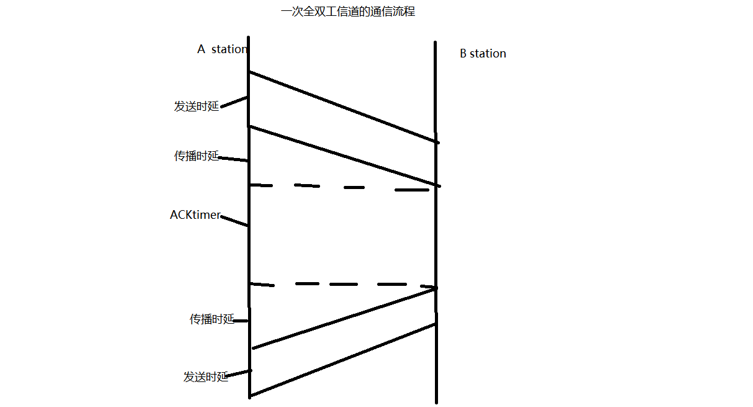 一次全双工信道的通信流程
A station
B station
发送时延
传播时延
ACKtimer
传播时延
发送时延